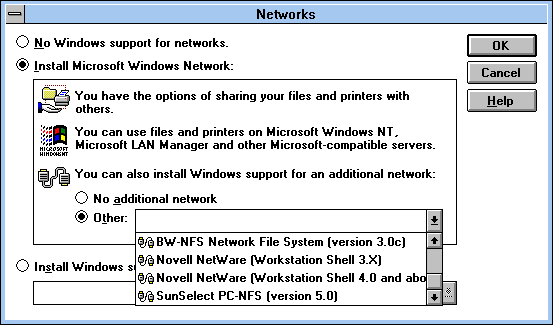 Networks
No Windows support for networks.
Install Microsoft Windows Network:
OK
Cancel
Help
You have the options of sharing your files and printers with
others.
MICROSOFT
WINDOWS NT
You can use files and printers on Microsoft Windows NT,
Microsoft LAN Manager and other Microsoft-compatible servers.
You can also install Windows support for an additional network:
No additional network
Other:
BW-NFS Network File System (version 3.0c)
Novell NetWare (Workstation Shell 3.X)
Novell NetWare (Workstation Shell 4.0 and abo
SunSelect PC-NFS (version 5.0)
Install Windows su